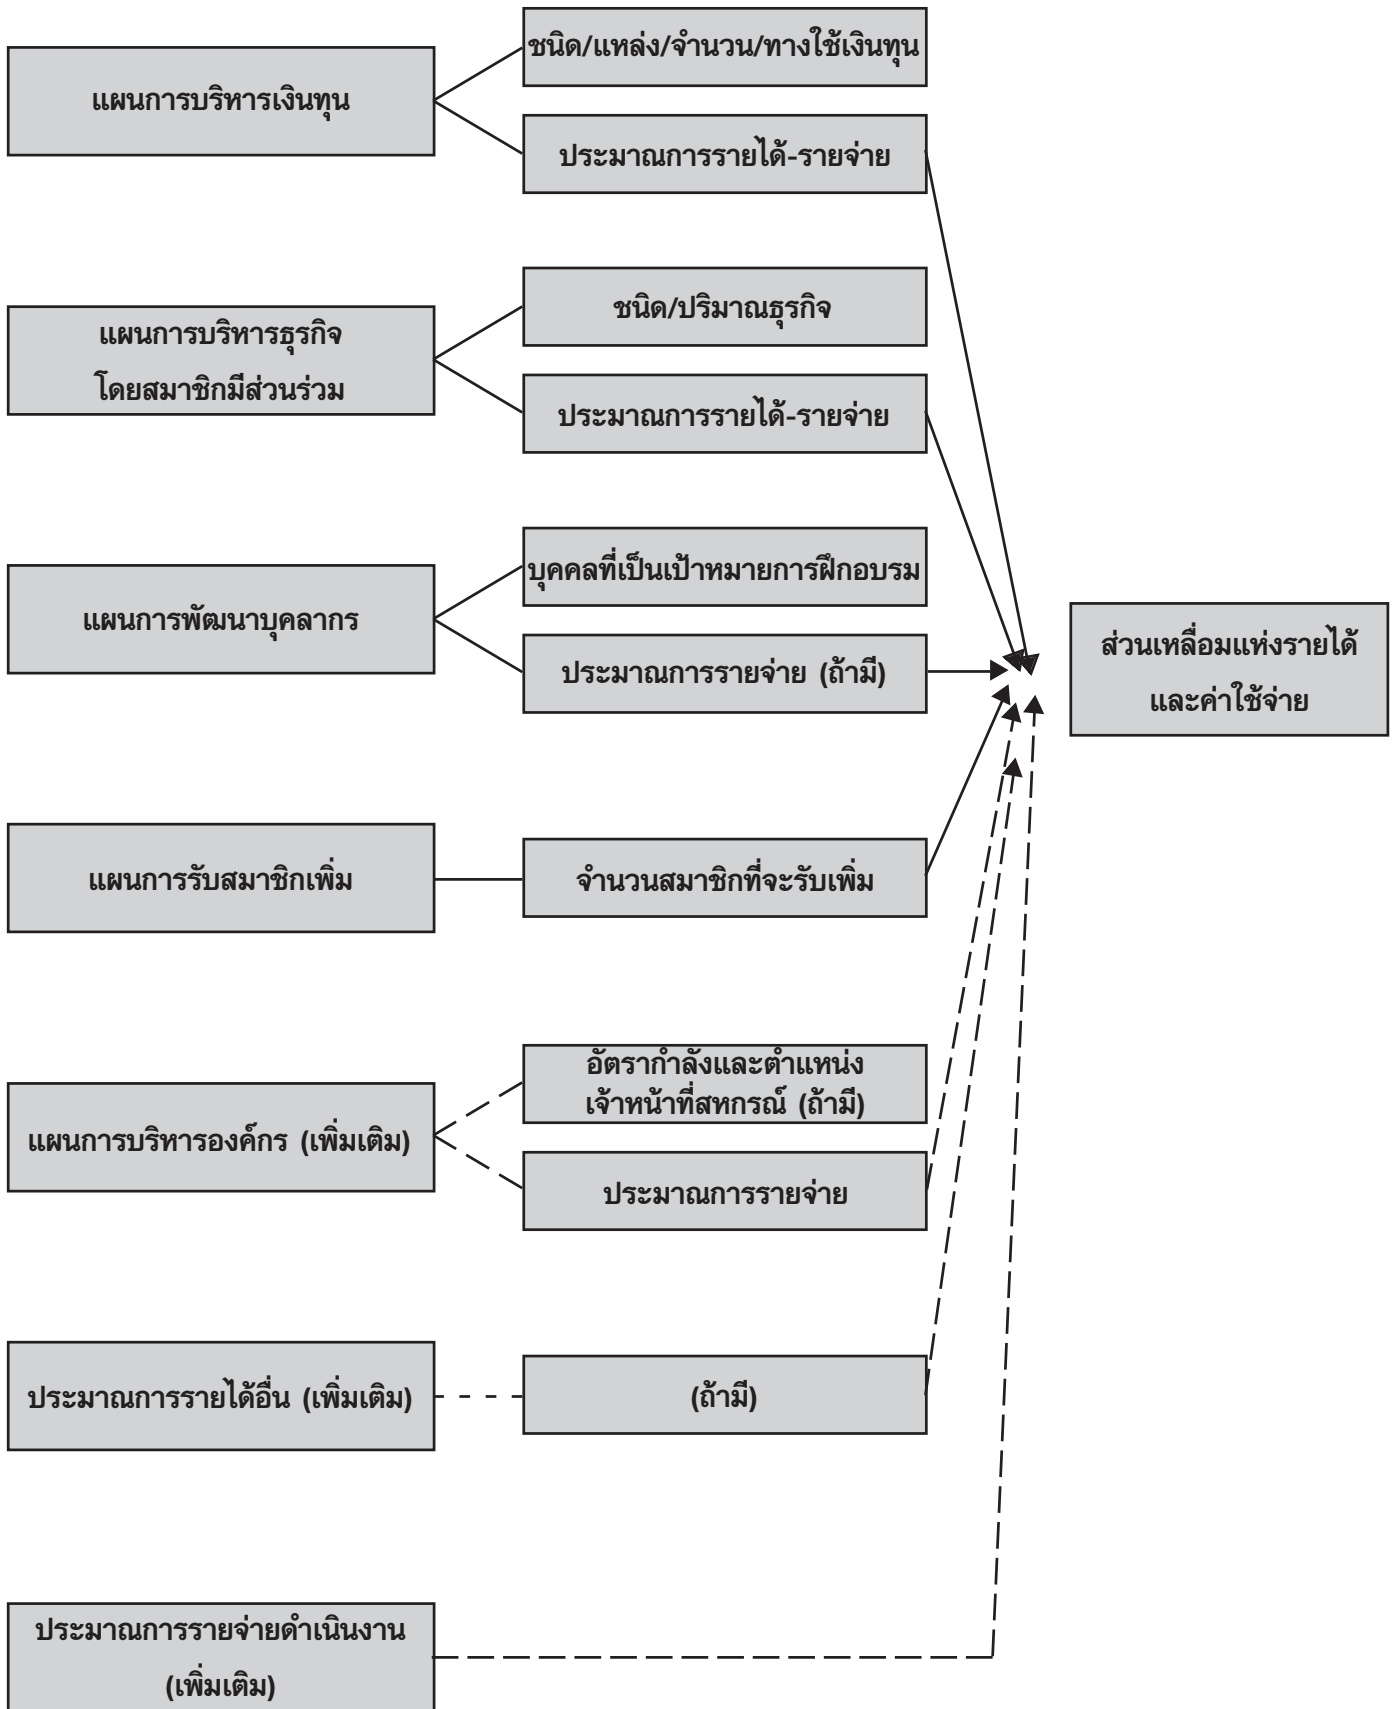 ชนิด/แหล่ง/จำนวน/ทางใช้เงินทุน
แผนการบริหารเงินทุน
ประมาณการรายได้-รายจ่าย
ชนิด/ปริมาณธุรกิจ
แผนการบริหารธุรกิจ
โดยสมาชิกมีส่วนร่วม
ประมาณการรายได้-รายจ่าย
บุคคลที่เป็นเป้าหมายการฝึกอบรม
แผนการพัฒนาบุคลากร
ประมาณการรายจ่าย (ถ้ามี)
ส่วนเหลื่อมแห่งรายได้
และค่าใช้จ่าย
แผนการรับสมาชิกเพิ่ม
จำนวนสมาชิกที่จะรับเพิ่ม
อัตรากำลังและตำแหน่ง
เจ้าหน้าที่สหกรณ์ (ถ้ามี)
แผนการบริหารองค์กร (เพิ่มเติม)
ประมาณการรายจ่าย
ประมาณการรายได้อื่น (เพิ่มเติม)
(ถ้ามี)
ประมาณการรายจ่ายดำเนินงาน
(เพิ่มเติม)